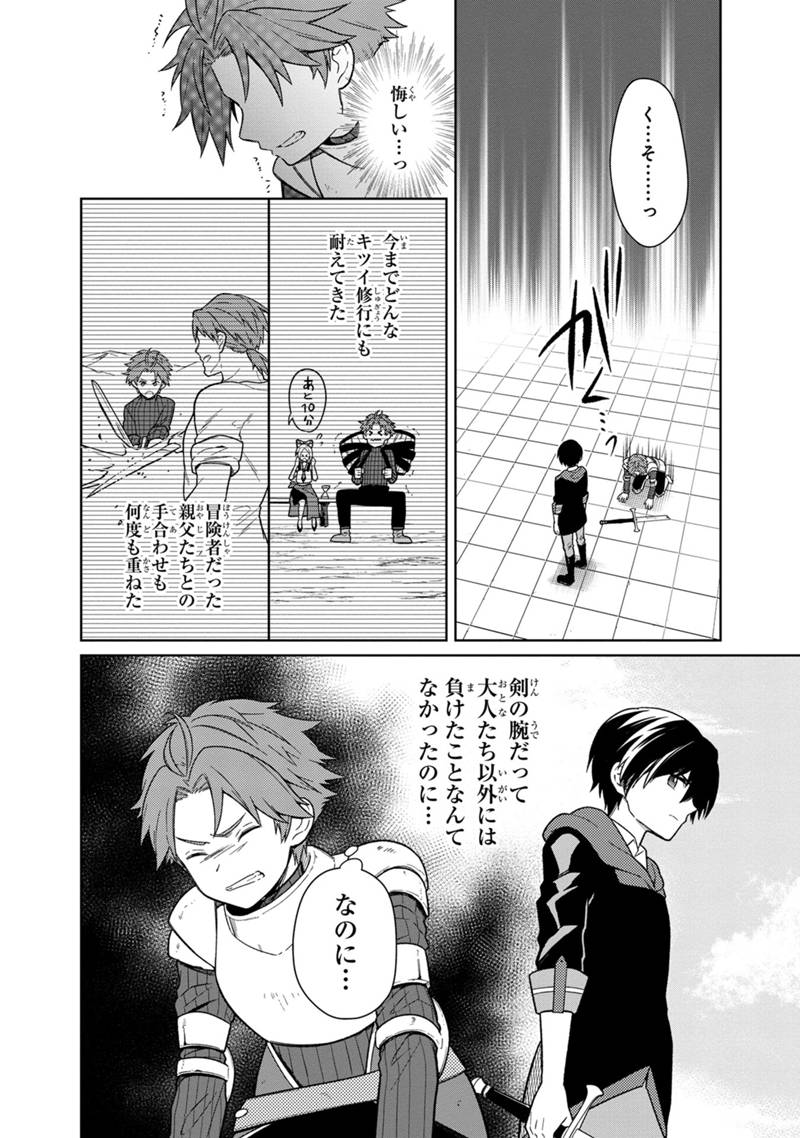 く…そ……っ
ガクッ
悔しい…っ
今までどんな
キツイ修行にも
耐えてきた
あと10分
冒険者だった
親父たちとの
手合わせも
何度も重ねた
剣の腕だって
大人たち以外には
負けたことなんて
なかったのに…
なのに…